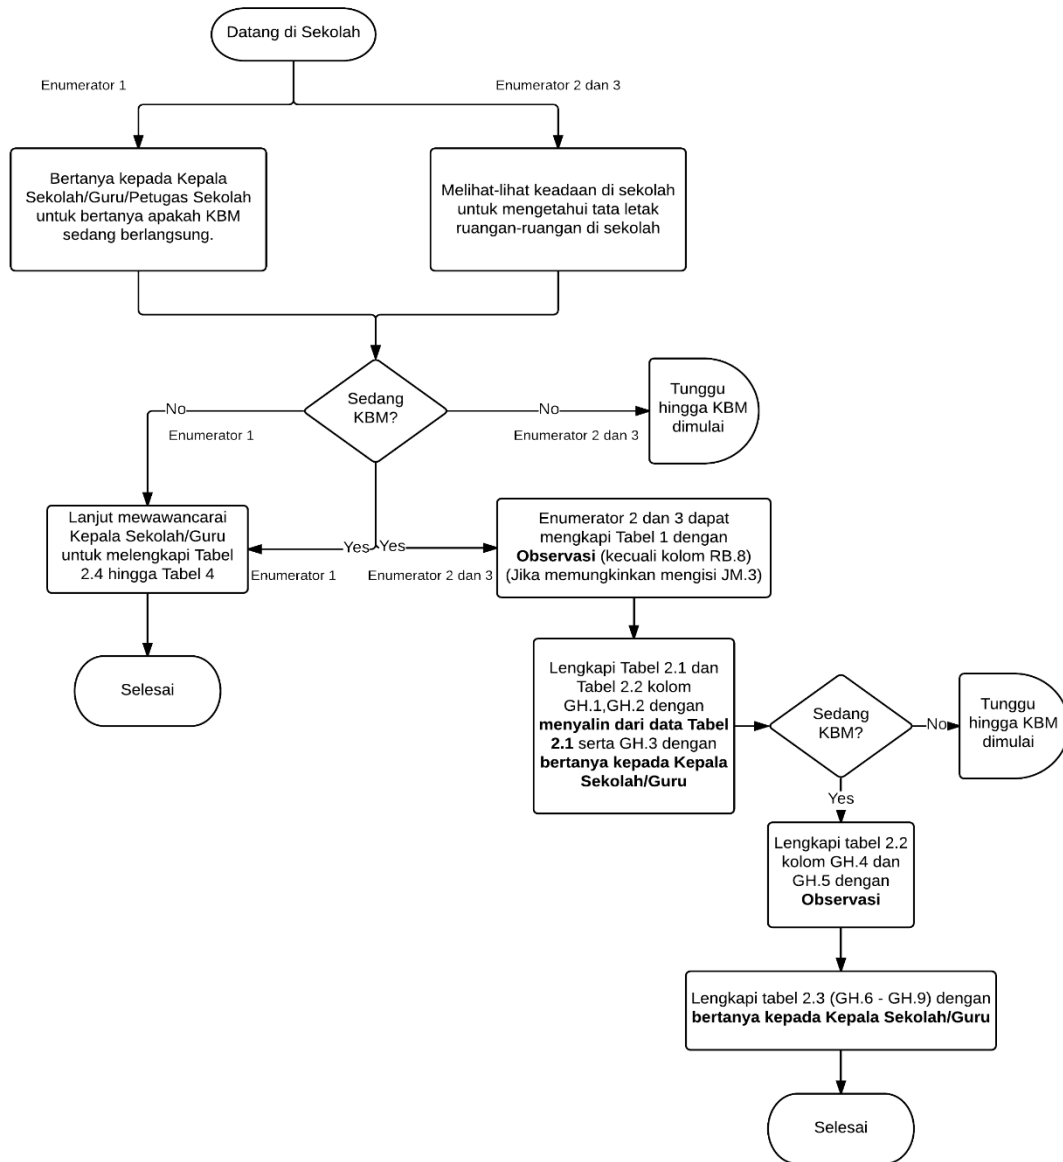 Datang di Sekolah
Enumerator 1
Enumerator 2 dan 3
Bertanya kepada Kepala
Sekolah/Guru/Petugas Sekolah
untuk bertanya apakah KBM
sedang berlangsung.
Melihat-lihat keadaan di sekolah
untuk mengetahui tata letak
ruangan-ruangan di sekolah
Sedang
KBM?
No
Enumerator 1
No
Enumerator 2 dan 3
Tunggu
hingga KBM
dimulai
Lanjut mewawancarai
Kepala Sekolah/Guru
untuk melengkapi Tabel
2.4 hingga Tabel 4
Yes
Enumerator 1
Yes
Enumerator 2 dan 3
Enumerator 2 dan 3 dapat
mengkapi Tabel 1 dengan
Observasi (kecuali kolom RB.8)
(Jika memungkinkan mengisi JM.3)
Selesai
Lengkapi Tabel 2.1 dan
Tabel 2.2 kolom
GH.1,GH.2 dengan
menyalin dari data Tabel
2.1 serta GH.3 dengan
bertanya kepada Kepala
Sekolah/Guru
Sedang
KBM?
No
Tunggu
hingga KBM
dimulai
Yes
Lengkapi tabel 2.2
kolom GH.4 dan
GH.5 dengan
Observasi
Lengkapi tabel 2.3 (GH.6 - GH.9) dengan
bertanya kepada Kepala Sekolah/Guru
Selesai